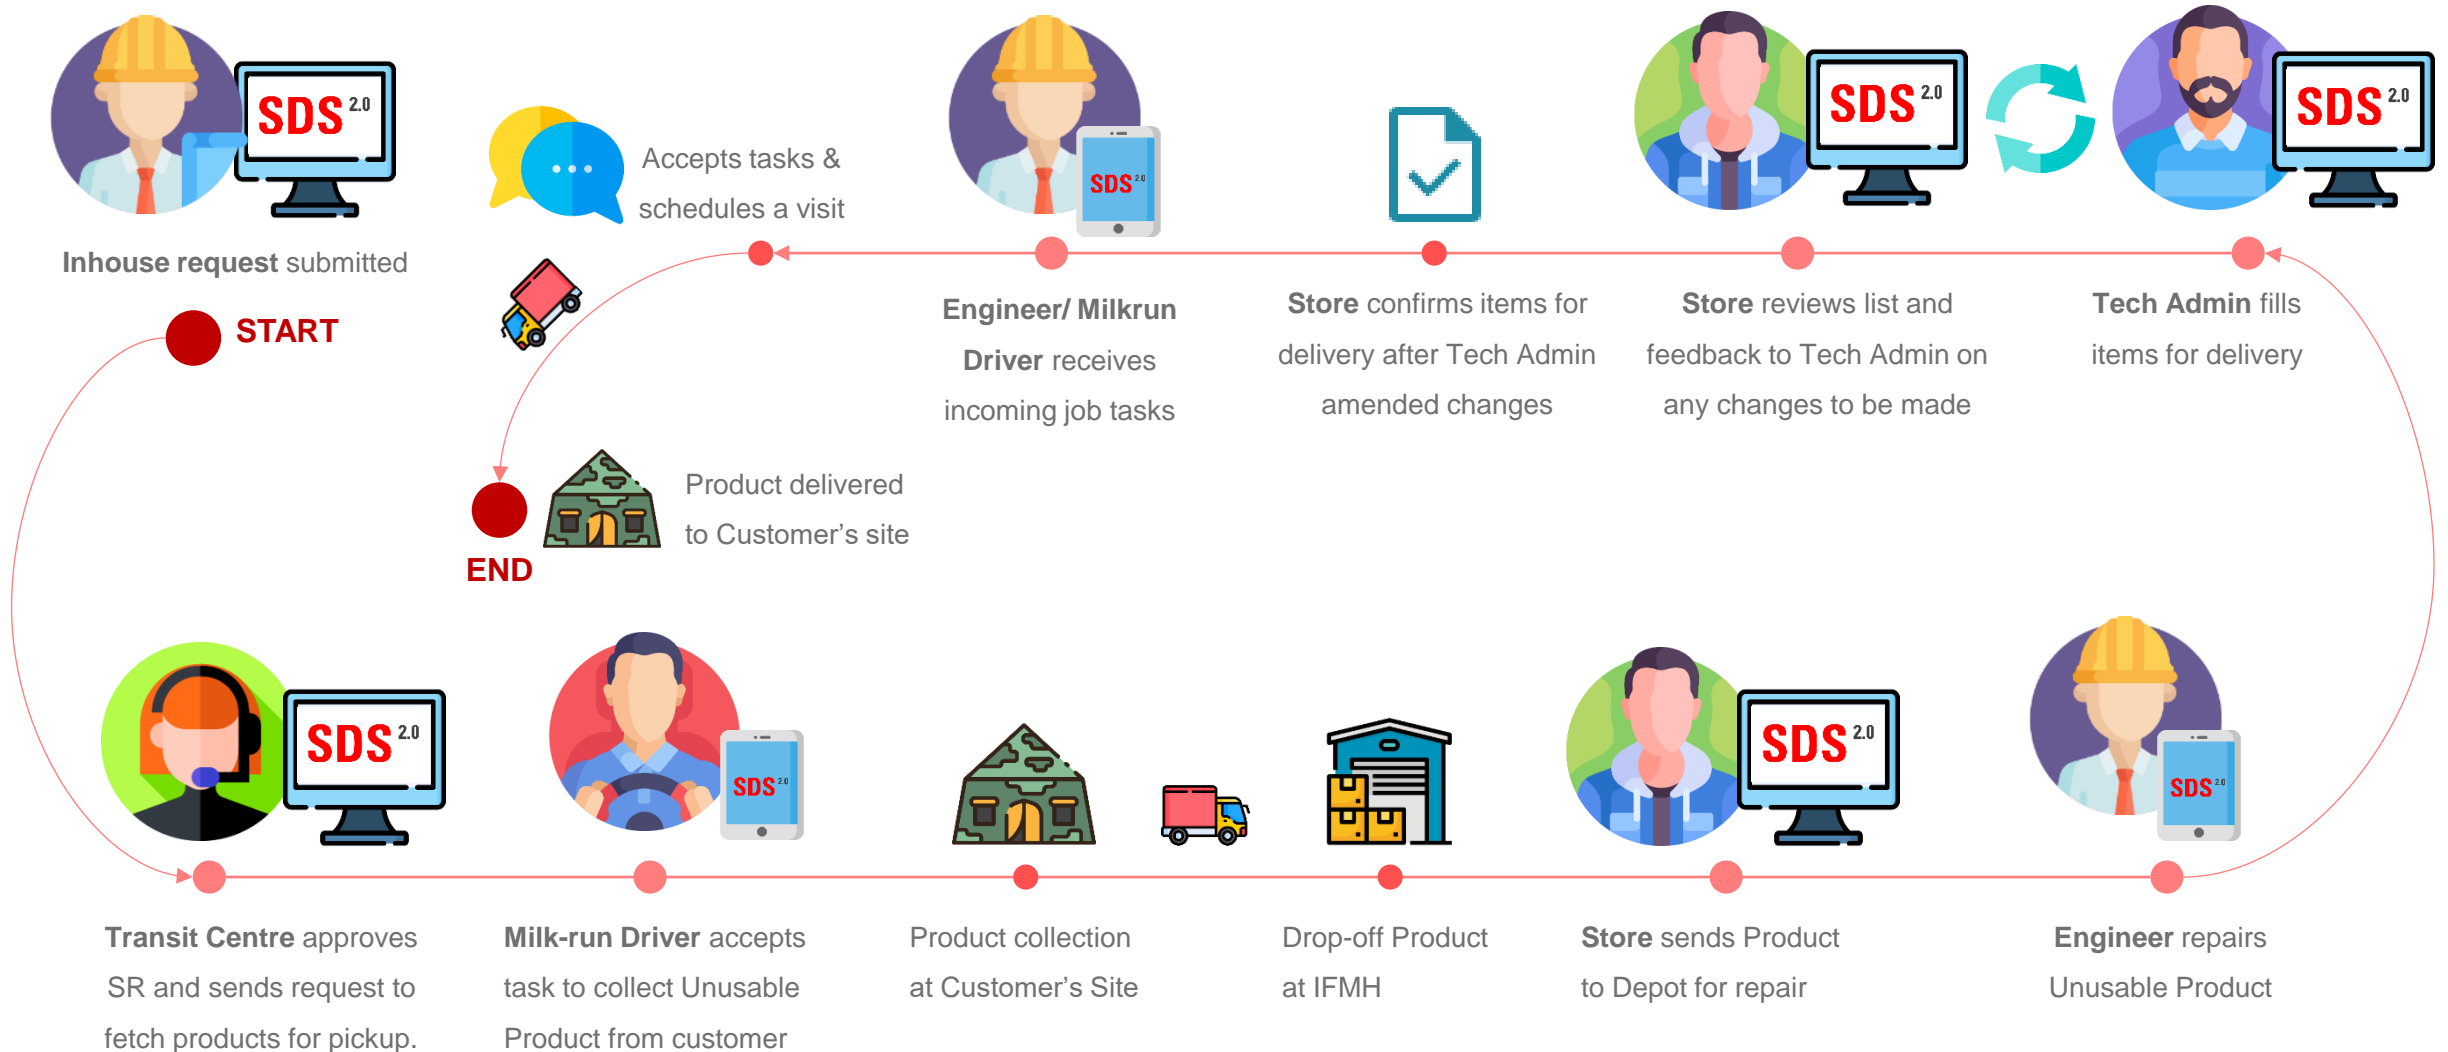 SDS 2.0
Inhouse request submitted
START
Accepts tasks &
schedules a visit
SDS 2.0
Engineer/ Milkrun
Driver receives
incoming job tasks
Store confirms items for
delivery after Tech Admin
amended changes
SDS 2.0
Store reviews list and
feedback to Tech Admin on
any changes to be made
SDS 2.0
Tech Admin fills
items for delivery
Product delivered
to Customer’s site
END
SDS 2.0
Transit Centre approves
SR and sends request to
fetch products for pickup.
SDS 2.0
Milk-run Driver accepts
task to collect Unusable
Product from customer
Product collection
at Customer’s Site
Drop-off Product
at IFMH
SDS 2.0
Store sends Product
to Depot for repair
SDS 2.0
Engineer repairs
Unusable Product